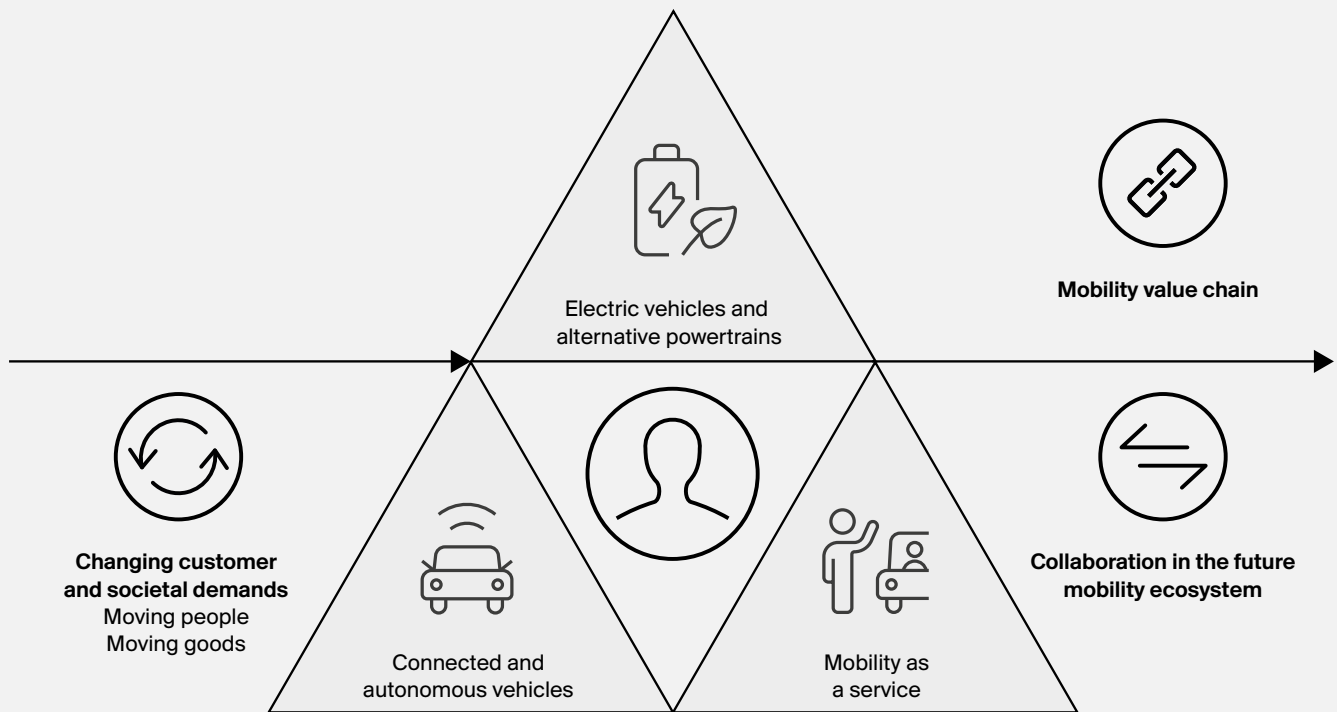 Electric vehicles and
alternative powertrains
Mobility value chain
Changing customer
and societal demands
Moving people
Moving goods
Connected and
autonomous vehicles
Mobility as
a service
Collaboration in the future
mobility ecosystem